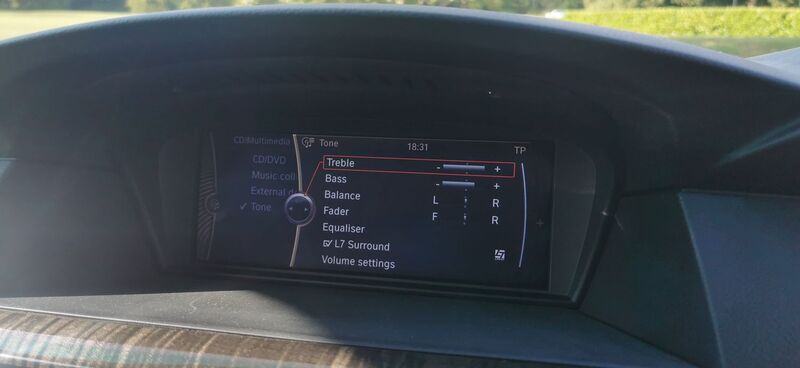 CD/Multimedia
CD/DVD
Music coll
External d
Tone
Tone
18:31
TP
Treble
- +
Bass
- +
Balance
L R
Fader
F R
Equaliser
L7 Surround
Volume settings
+